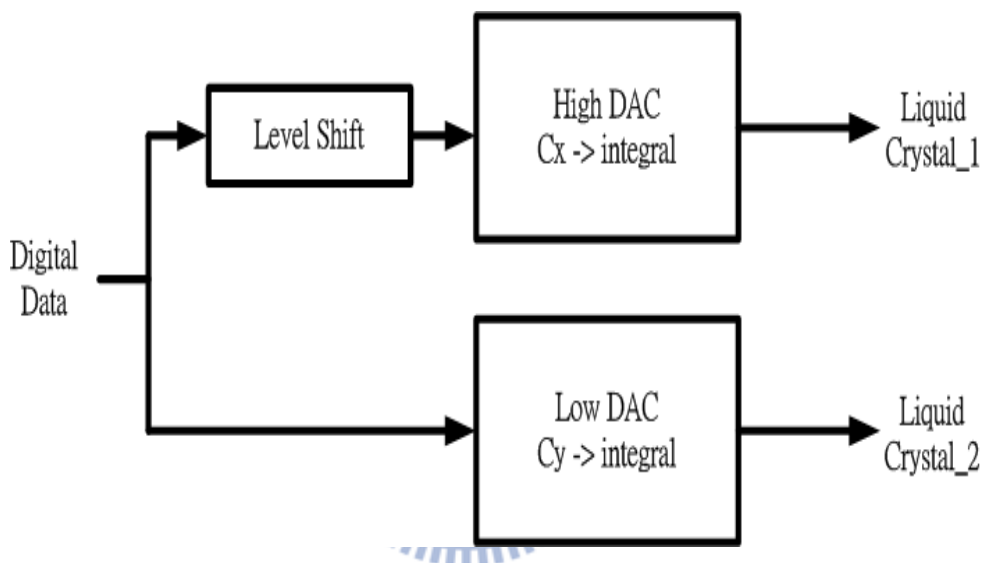 High DAC
Cx -> integral
Level Shift
Liquid
Crystal_1
Digital
Data
Low DAC
Cy -> integral
Liquid
Crystal_2